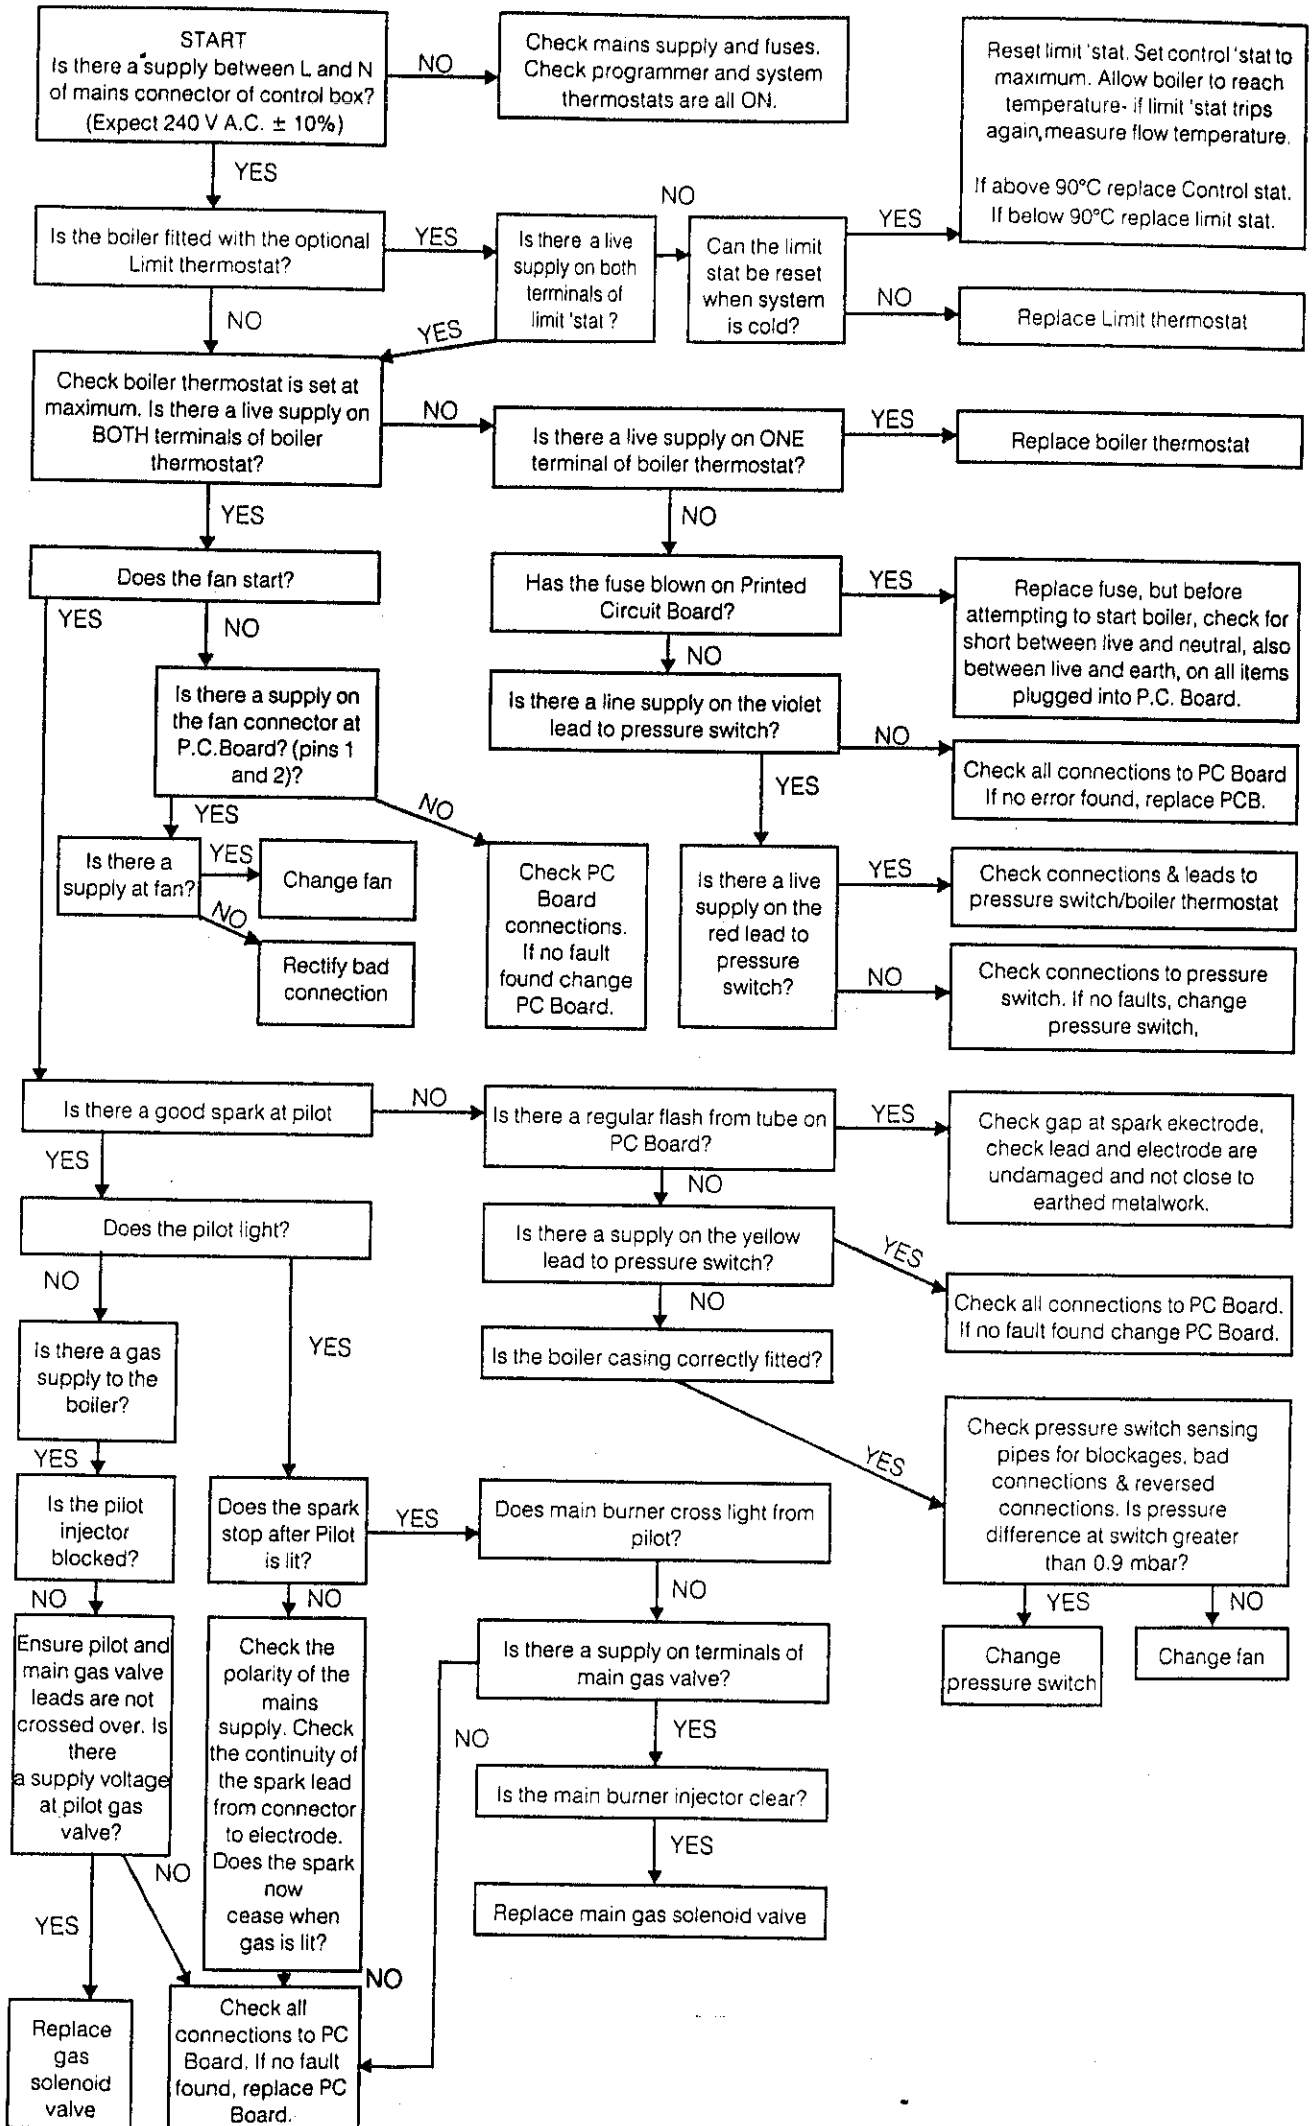 START
Is there a supply between L and N
of mains connector of control box?
(Expect 240 V A.C. ± 10%)
NO
Check mains supply and fuses.
Check programmer and system
thermostats are all ON.
Reset limit 'stat. Set control 'stat to
maximum. Allow boiler to reach
temperature- if limit 'stat trips
again, measure flow temperature.
If above 90°C replace Control stat.
If below 90°C replace limit stat.
YES
Is the boiler fitted with the optional
Limit thermostat?
YES
Is there a live
supply on both
terminals of
limit 'stat ?
NO
Can the limit
stat be reset
when system
is cold?
YES
NO
Replace Limit thermostat
NO
YES
Check boiler thermostat is set at
maximum. Is there a live supply on
BOTH terminals of boiler
thermostat?
NO
Is there a live supply on ONE
terminal of boiler thermostat?
YES
Replace boiler thermostat
YES
NO
Does the fan start?
Has the fuse blown on Printed
Circuit Board?
YES
Replace fuse, but before
attempting to start boiler, check for
short between live and neutral, also
between live and earth, on all items
plugged into P.C. Board.
YES
NO
NO
Is there a supply on
the fan connector at
P.C.Board? (pins 1
and 2)?
Is there a line supply on the violet
lead to pressure switch?
NO
Check all connections to PC Board
If no error found, replace PCB.
YES
YES
NO
Is there a
supply at fan?
YES
Change fan
NO
Rectify bad
connection
Check PC
Board
connections.
If no fault
found change
PC Board.
Is there a live
supply on the
red lead to
pressure
switch?
YES
Check connections & leads to
pressure switch/boiler thermostat
NO
Check connections to pressure
switch. If no faults, change
pressure switch,
Is there a good spark at pilot
NO
Is there a regular flash from tube on
PC Board?
YES
Check gap at spark ekectrode,
check lead and electrode are
undamaged and not close to
earthed metalwork.
YES
NO
Does the pilot light?
Is there a supply on the yellow
lead to pressure switch?
YES
Check all connections to PC Board.
If no fault found change PC Board.
NO
YES
NO
Is there a gas
supply to the
boiler?
Is the boiler casing correctly fitted?
YES
Check pressure switch sensing
pipes for blockages, bad
connections & reversed
connections. Is pressure
difference at switch greater
than 0.9 mbar?
YES
Is the pilot
injector
blocked?
Does the spark
stop after Pilot
is lit?
YES
Does main burner cross light from
pilot?
YES
NO
Change
pressure switch
Change fan
NO
NO
NO
Ensure pilot and
main gas valve
leads are not
crossed over. Is
there
a supply voltage
at pilot gas
valve?
Check the
polarity of the
mains
supply. Check
the continuity of
the spark lead
from connector
to electrode.
Does the spark
now
cease when
gas is lit?
Is there a supply on terminals of
main gas valve?
NO
YES
Is the main burner injector clear?
YES
Replace main gas solenoid valve
YES
NO
NO
Replace
gas
solenoid
valve
Check all
connections to PC
Board. If no fault
found, replace PC
Board.